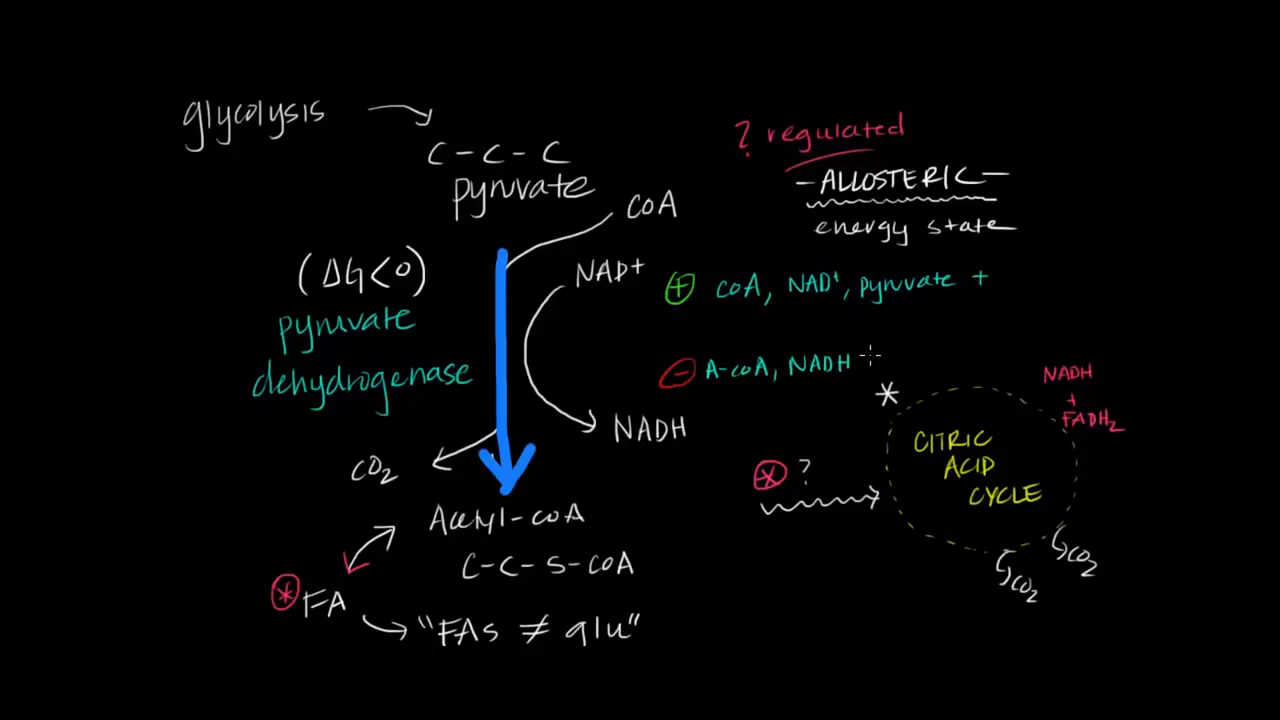 glycolysis
C - C - C
pyruvate
CoA
NAD+
(ΔG<0)
pyruvate
dehydrogenase
NADH
CO2
Acetyl-CoA
C-C-S-CoA
* FA
"FAs ≠ glu"
? regulated
-ALLOSTERIC-
energy state
+ CoA, NAD+, pyruvate +
- A-CoA, NADH
*
* ?
CITRIC
ACID
CYCLE
NADH
+
FADH2
CO2
CO2